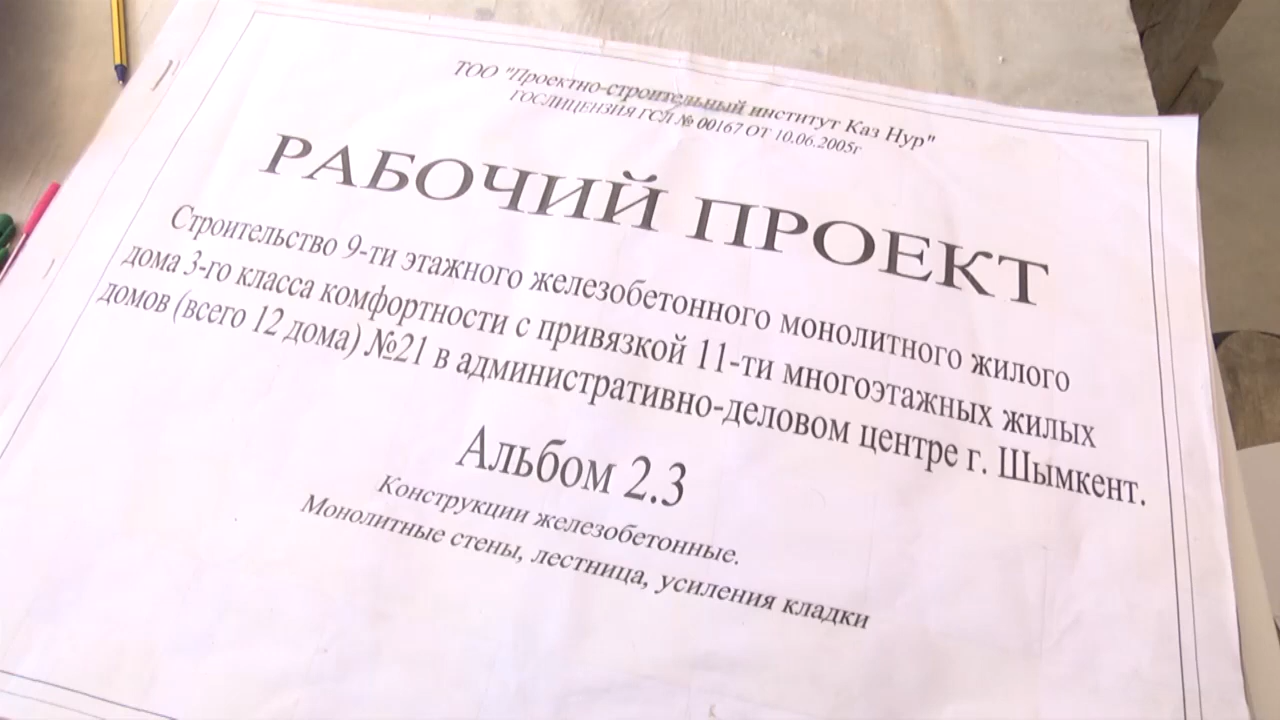 ТОО "Проектно-строительный институт Каз Нур"
ГОСЛИЦЕНЗИЯ ГСЛ № 00167 ОТ 10.06.2005г
РАБОЧИЙ ПРОЕКТ
Строительство 9-ти этажного железобетонного монолитного жилого
дома 3-го класса комфортности с привязкой 11-ти многоэтажных жилых
домов (всего 12 дома) №21 в административно-деловом центре г. Шымкент.
Альбом 2.3
Конструкции железобетонные.
Монолитные стены, лестница, усиления кладки